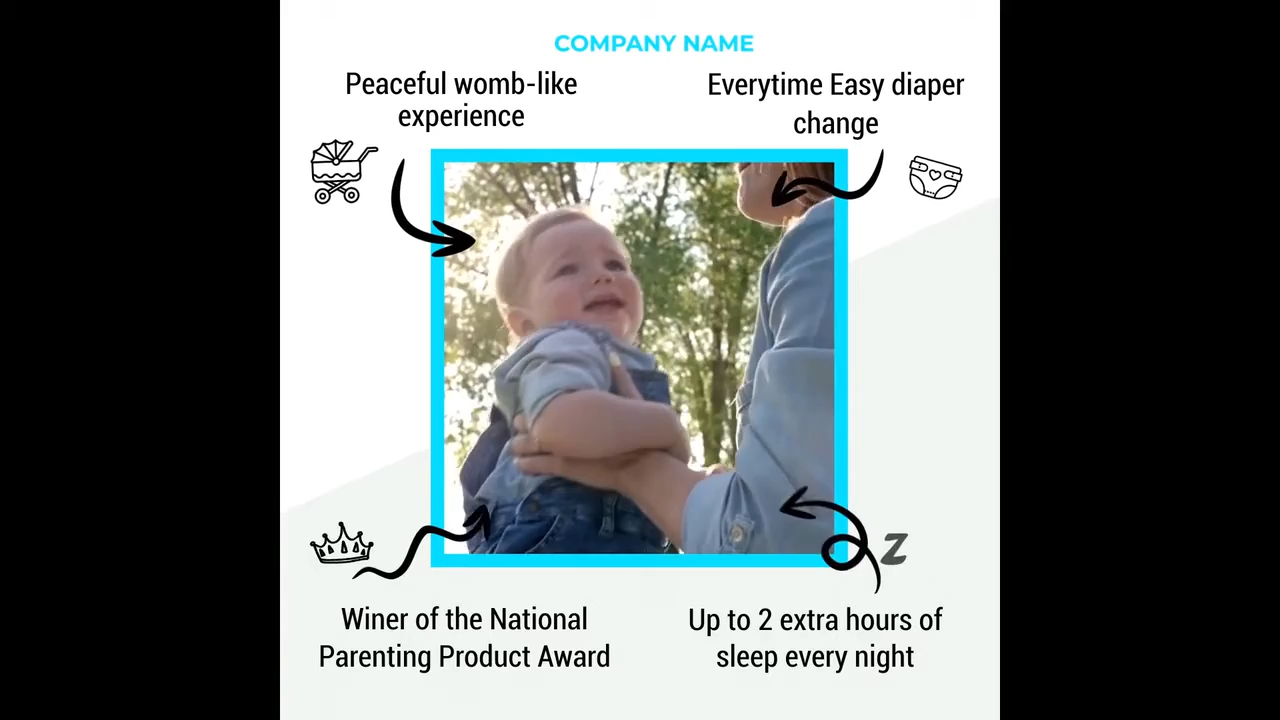 COMPANY NAME
Peaceful womb-like
experience
Everytime Easy diaper
change
Z
Winer of the National
Parenting Product Award
Up to 2 extra hours of
sleep every night